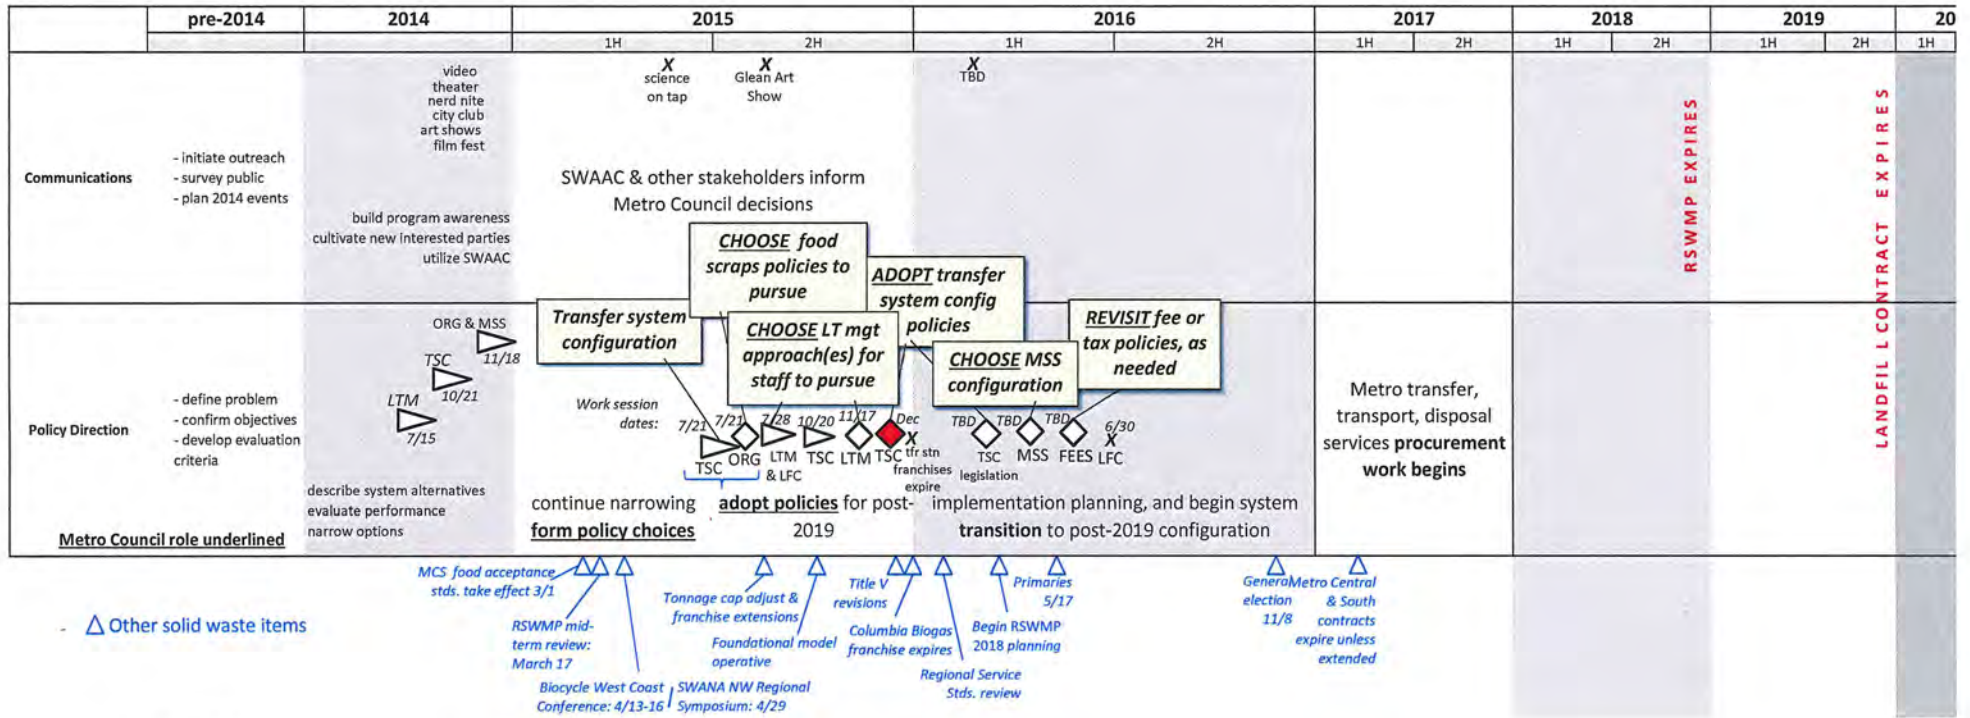 pre-2014
2014
2015
2016
2017
2018
2019
20
1H
2H
1H
2H
1H
2H
1H
2H
1H
2H
1H
Communications
- initiate outreach
- survey public
- plan 2014 events
video
theater
nerd nite
city club
art shows
film fest
build program awareness
cultivate new interested parties
utilize SWAAC
X
science
on tap
X
Glean Art
Show
X
TBD
SWAAC & other stakeholders inform
Metro Council decisions
RSWMP EXPIRES
LANDFIL L CONTRACT EXPIRES
CHOOSE food
scraps policies to
pursue
ADOPT transfer
system config
policies
Transfer system
configuration
CHOOSE LT mgt
approach(es) for
staff to pursue
CHOOSE MSS
configuration
REVISIT fee or
tax policies, as
needed
Policy Direction
- define problem
- confirm objectives
- develop evaluation
criteria
Metro Council role underlined
ORG & MSS
11/18
TSC
10/21
LTM
7/15
describe system alternatives
evaluate performance
narrow options
Work session
dates:
7/21
7/21
7/28
10/20
11/17
Dec
TBD
TBD
TBD
6/30
TSC
ORG
LTM
& LFC
TSC
LTM
TSC
X
tfr stn
franchises
expire
TSC
legislation
MSS
FEES
X
LFC
continue narrowing
form policy choices
adopt policies for post-
2019
implementation planning, and begin system
transition to post-2019 configuration
Metro transfer,
transport, disposal
services procurement
work begins
Other solid waste items
MCS food acceptance
stds. take effect 3/1
RSWMP mid-
term review:
March 17
Biocycle West Coast
Conference: 4/13-16
SWANA NW Regional
Symposium: 4/29
Tonnage cap adjust &
franchise extensions
Foundational model
operative
Title V
revisions
Columbia Biogas
franchise expires
Regional Service
Stds. review
Begin RSWMP
2018 planning
Primaries
5/17
General
election
11/8
Metro Central
& South
contracts
expire unless
extended